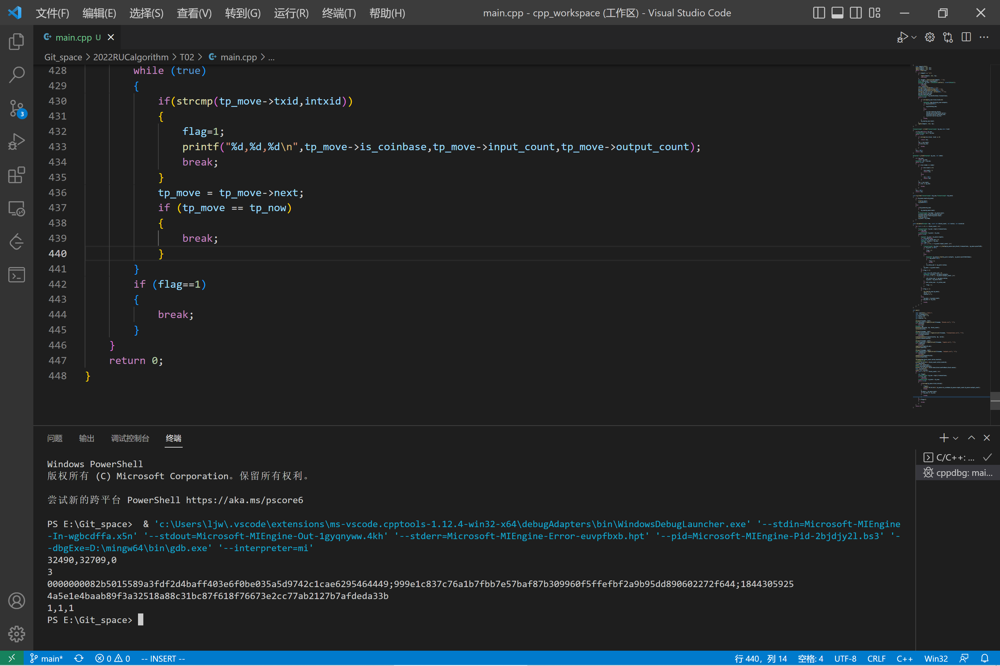 文件(F) 编辑(E) 选择(S) 查看(V) 转到(G) 运行(R) 终端(T) 帮助(H) main.cpp - cpp_workspace (工作区) - Visual Studio Code
main.cpp U
Git_space > 2022RUCalgorithm > T02 > main.cpp > ...
428 while (true)
429 {
430 if(strcmp(tp_move->txid,intxid))
431 {
432 flag=1;
433 printf("%d,%d,%d\n",tp_move->is_coinbase,tp_move->input_count,tp_move->output_count);
434 break;
435 }
436 tp_move = tp_move->next;
437 if (tp_move == tp_now)
438 {
439 break;
440 }
441 }
442 if (flag==1)
443 {
444 break;
445 }
446 }
447 return 0;
448 }
3
问题 输出 调试控制台 终端
Windows PowerShell
版权所有 (C) Microsoft Corporation。保留所有权利。
尝试新的跨平台 PowerShell https://aka.ms/pscore6
PS E:\Git_space>  & 'c:\Users\ljw\.vscode\extensions\ms-vscode.cpptools-1.12.4-win32-x64\debugAdapters\bin\WindowsDebugLauncher.exe' '--stdin=Microsoft-MIEngine
-In-wgbcdffa.x5n' '--stdout=Microsoft-MIEngine-Out-1gyqnyww.4kh' '--stderr=Microsoft-MIEngine-Error-euvpfbxb.hpt' '--pid=Microsoft-MIEngine-Pid-2bjdjy2l.bs3' '-
-dbgExe=D:\mingw64\bin\gdb.exe' '--interpreter=mi'
32490,32709,0
3
0000000082b5015589a3fdf2d4baff403e6f0be035a5d9742c1cae6295464449;999e1c837c76a1b7fbb7e57baf87b309960f5ffefbf2a9b95dd890602272f644;1844305925
4a5e1e4baab89f3a32518a88c31bc87f618f76673e2cc77ab2127b7afdeda33b
1,1,1
PS E:\Git_space>
C/C++: ...
cppdbg: mai...
main* 0 0 -- INSERT -- 行 440，列 14 空格: 4 UTF-8 CRLF C++ Win32